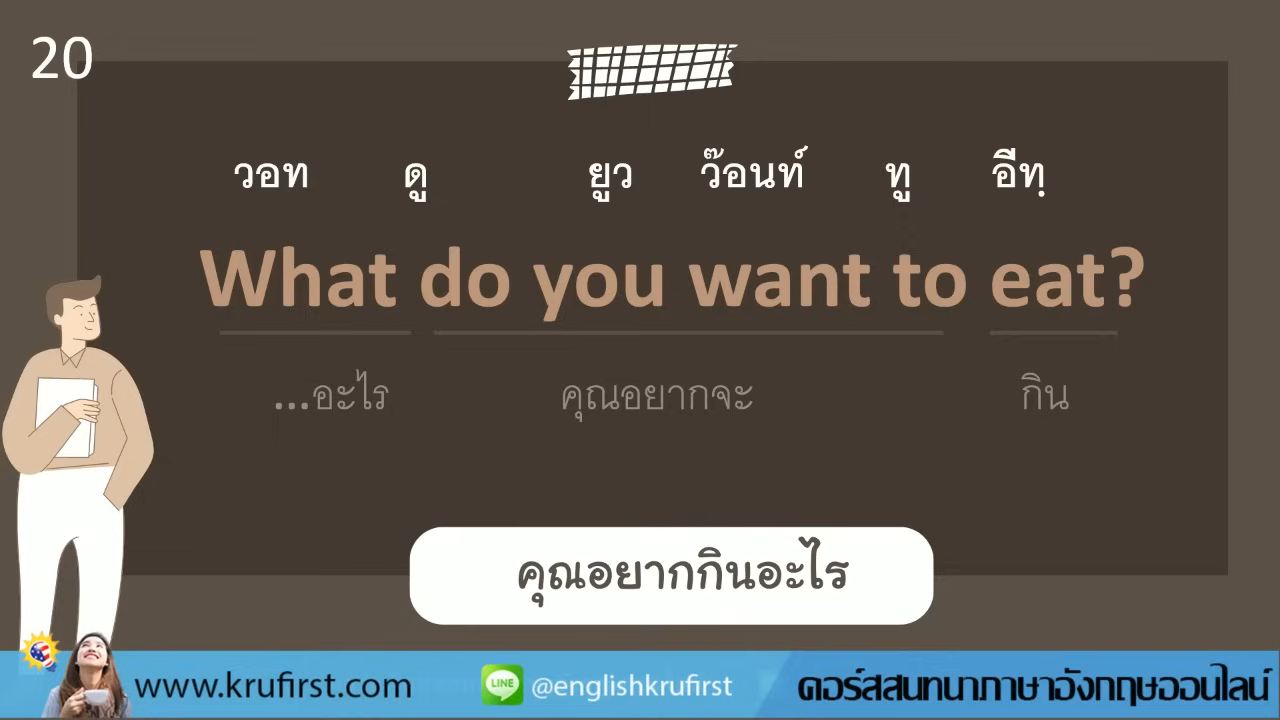 20
วอท ดู ยูว ว๊อนท์ ทู อีทฺ
What do you want to eat?
...อะไร คุณอยากจะ กิน
คุณอยากกินอะไร
www.krufirst.com LINE @englishkrufirst คอร์สสนทนาภาษาอังกฤษออนไลน์